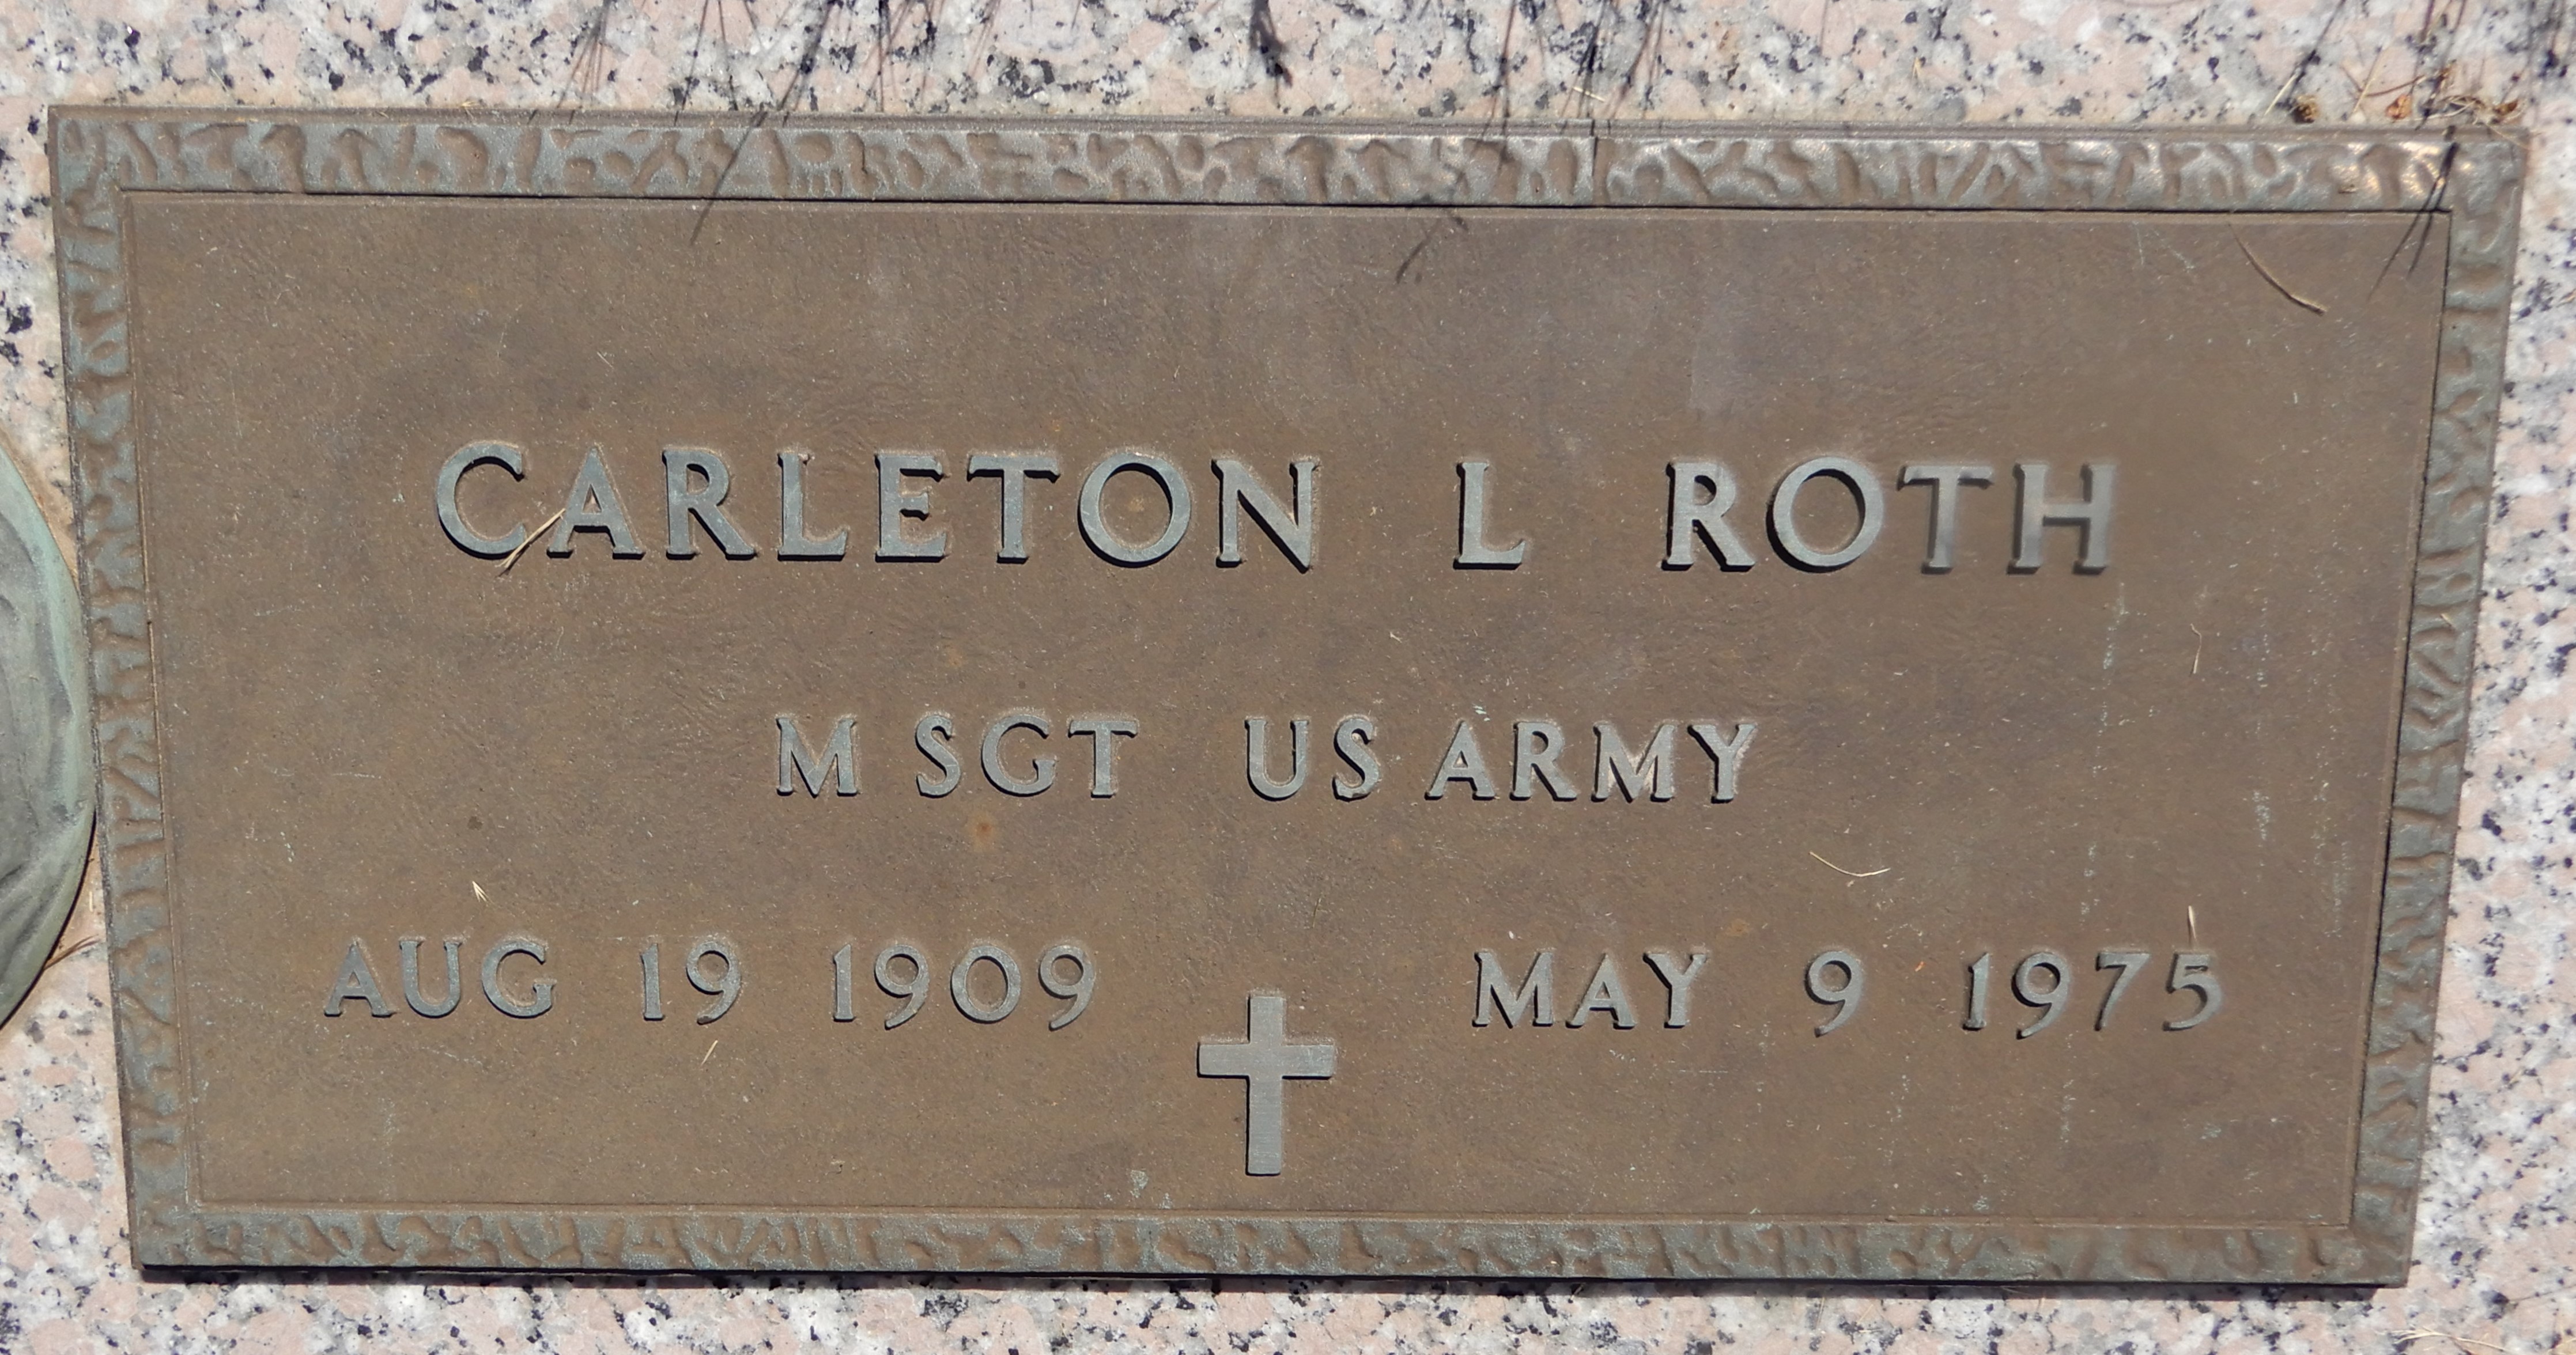 CARLETON L ROTH
M SGT US ARMY
AUG 19 1909 MAY 9 1975